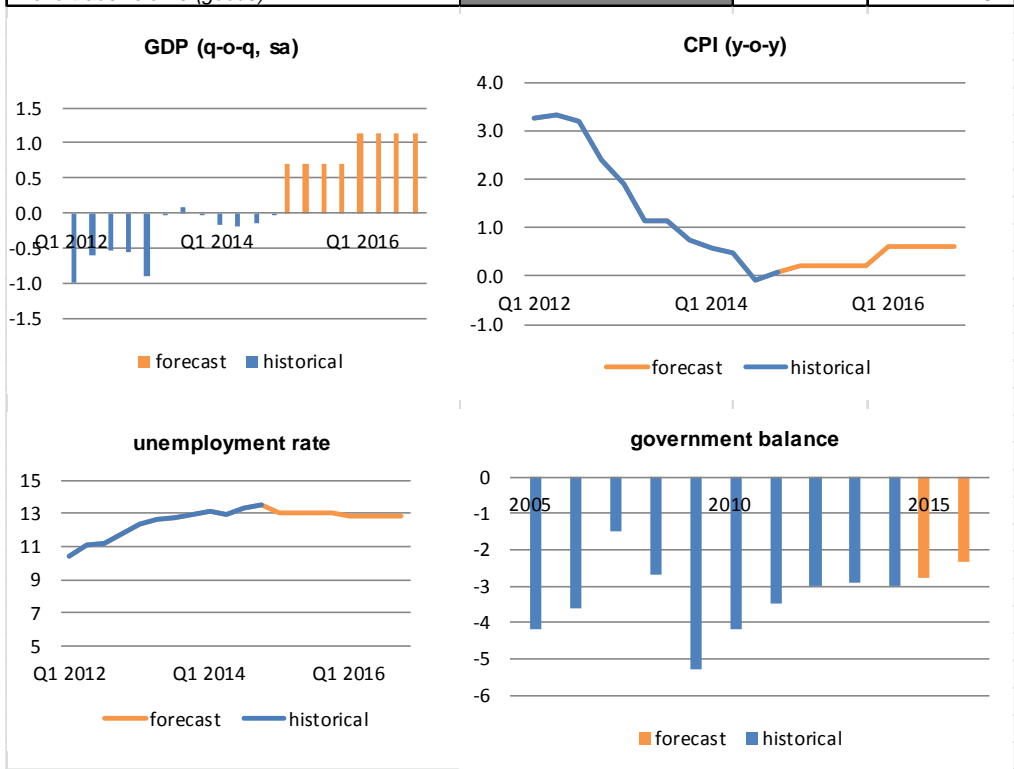 GDP (q-o-q, sa)
1.5
1.0
0.5
0.0
-0.5
-1.0
-1.5
Q1 2012
Q1 2014
Q1 2016
forecast
historical
CPI (y-o-y)
4.0
3.0
2.0
1.0
0.0
-1.0
Q1 2012
Q1 2014
Q1 2016
forecast
historical
unemployment rate
15
13
11
9
7
5
Q1 2012
Q1 2014
Q1 2016
forecast
historical
government balance
0
-1
-2
-3
-4
-5
-6
2005
2010
2015
forecast
historical